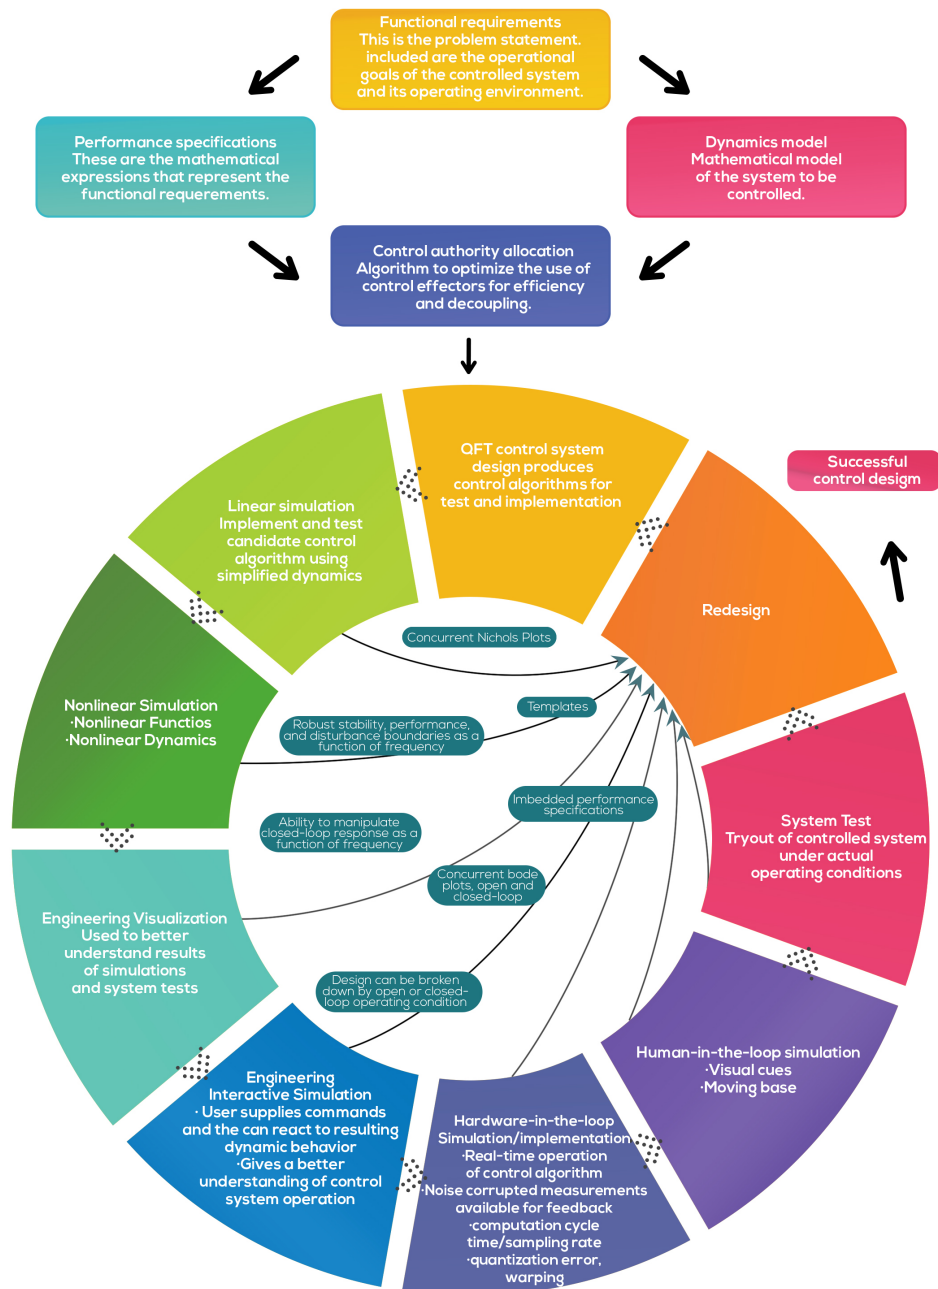 Functional requirements
This is the problem statement.
included are the operational
goals of the controlled system
and its operating environment.
Performance specifications
These are the mathematical
expressions that represent the
functional requerements.
Dynamics model
Mathematical model
of the system to be
controlled.
Control authority allocation
Algorithm to optimize the use of
control effectors for efficiency
and decoupling.
QFT control system
design produces
control algorithms for
test and implementation
Successful
control desigm
Linear simulation
Implement and test
candidate control
algorithm using
simplified dynamics
Redesign
Concurrent Nichols Plots
Nonlinear Simulation
·Nonlinear Functios
·Nonlinear Dynamics
Templates
Robust stability, performance,
and disturbance boundaries as a
function of frequency
Imbedded performance
specifications
Ability to manipulate
closed-loop response as a
function of frequency
System Test
Tryout of controlled system
under actual
operating conditions
Concurrent bode
plots, open and
closed-loop
Engineering Visualization
Used to better
understand results
of simulations
and system tests
Design can be broken
down by open or closed-
loop operating condition
Human-in-the-loop simulation
·Visual cues
·Moving base
Engineering
Interactive Simulation
· User supplies commands
and the can react to resulting
dynamic behavior
·Gives a better
understanding of control
system operation
Hardware-in-the-loop
Simulation/implementation
·Real-time operation
of control algorithm
·Noise corrupted measurements
available for feedback
·computation cycle
time/sampling rate
·quantization error,
warping